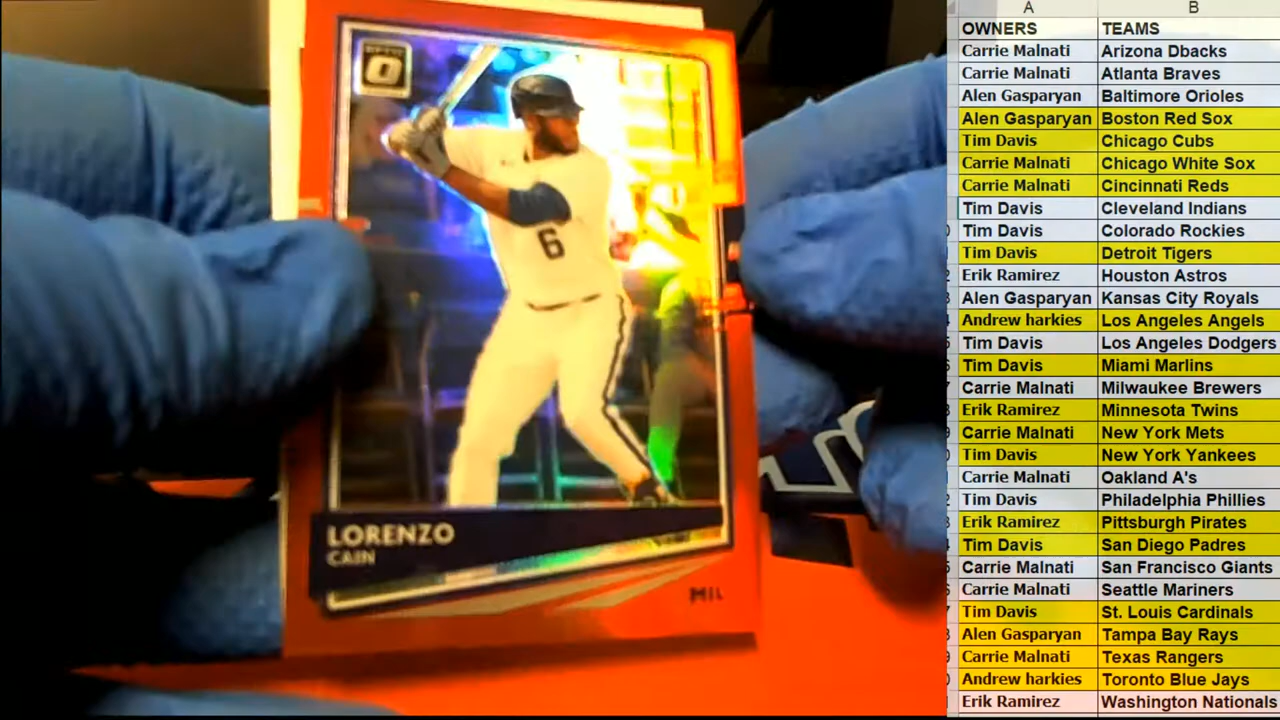 OPTIC
6
LORENZO
CAIN
MIL
A B
OWNERS TEAMS
Carrie Malnati Arizona Dbacks
Carrie Malnati Atlanta Braves
Alen Gasparyan Baltimore Orioles
Alen Gasparyan Boston Red Sox
Tim Davis Chicago Cubs
Carrie Malnati Chicago White Sox
Carrie Malnati Cincinnati Reds
Tim Davis Cleveland Indians
Tim Davis Colorado Rockies
Tim Davis Detroit Tigers
Erik Ramirez Houston Astros
Alen Gasparyan Kansas City Royals
Andrew harkies Los Angeles Angels
Tim Davis Los Angeles Dodgers
Tim Davis Miami Marlins
Carrie Malnati Milwaukee Brewers
Erik Ramirez Minnesota Twins
Carrie Malnati New York Mets
Tim Davis New York Yankees
Carrie Malnati Oakland A's
Tim Davis Philadelphia Phillies
Erik Ramirez Pittsburgh Pirates
Tim Davis San Diego Padres
Carrie Malnati San Francisco Giants
Carrie Malnati Seattle Mariners
Tim Davis St. Louis Cardinals
Alen Gasparyan Tampa Bay Rays
Carrie Malnati Texas Rangers
Andrew harkies Toronto Blue Jays
Erik Ramirez Washington Nationals